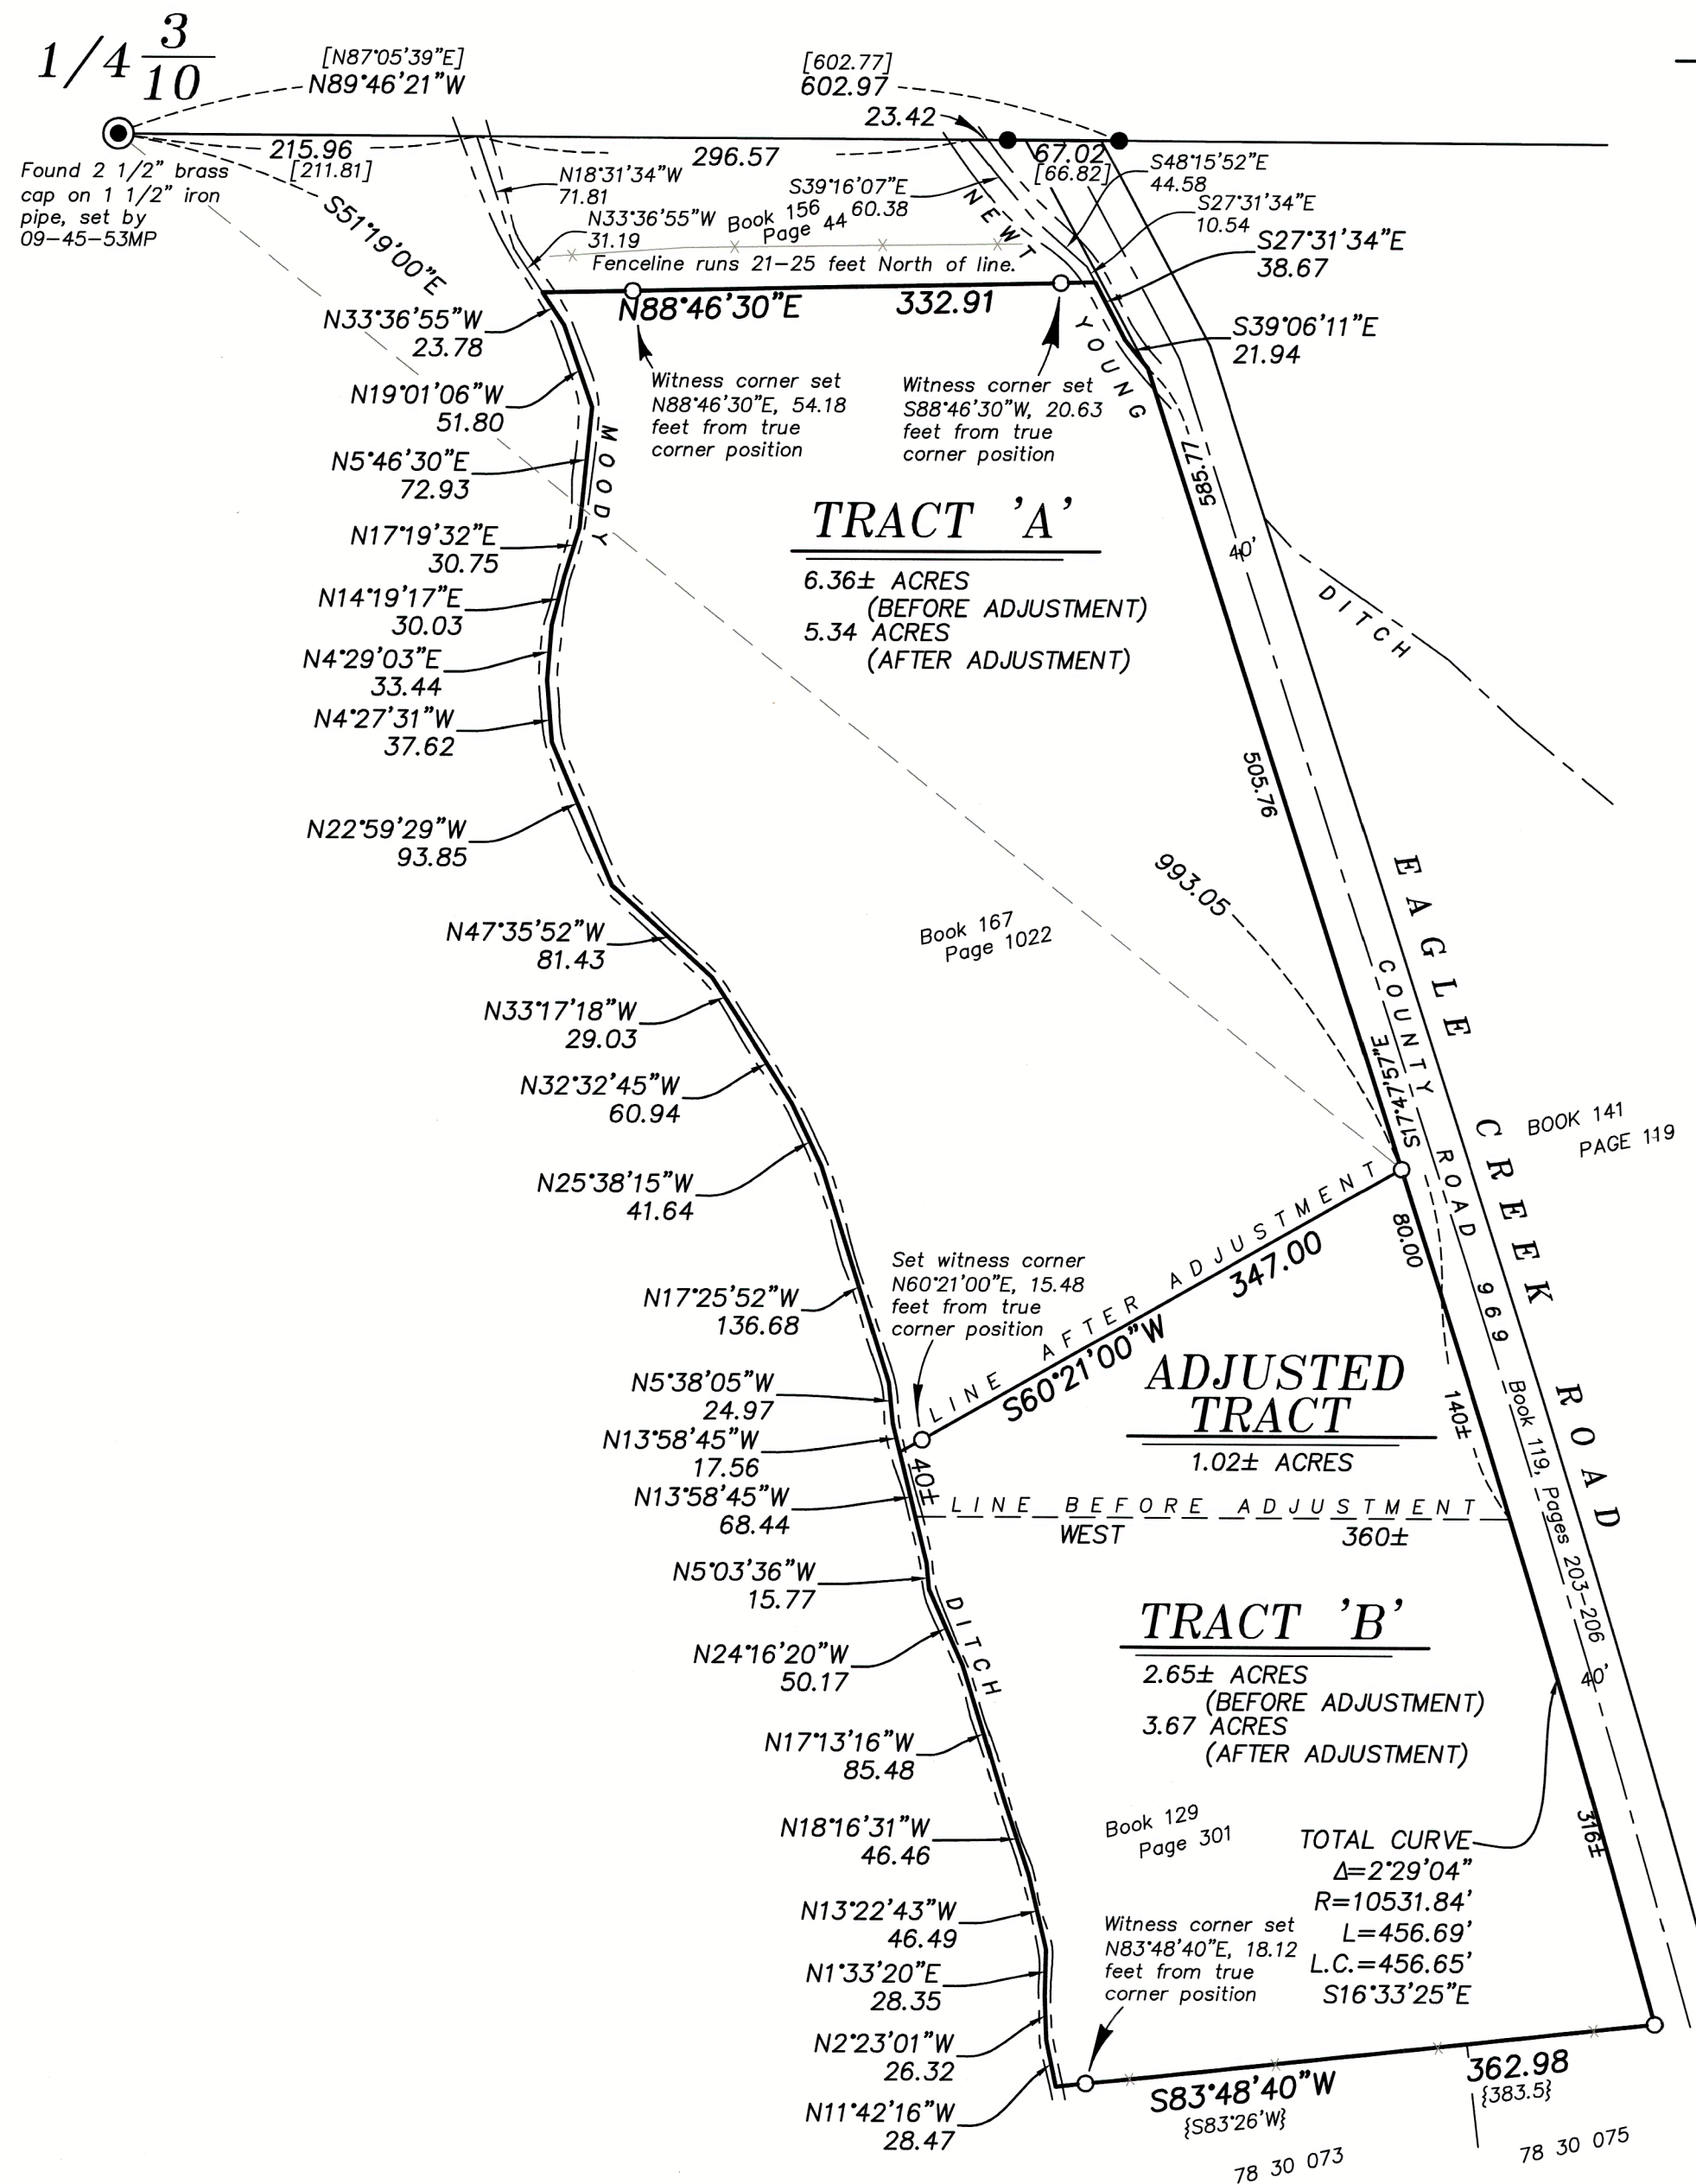 1/4 3/10
[N87°05'39"E]
N89°46'21"W
[602.77]
602.97
23.42
215.96
[211.81]
296.57
67.02
[66.82]
Found 2 1/2" brass
cap on 1 1/2" iron
pipe, set by
09-45-53MP
S51°19'00"E
N18°31'34"W
71.81
N33°36'55"W
31.19
Book 156
Page 44
S39°16'07"E
60.38
S48°15'52"E
44.58
S27°31'34"E
10.54
S27°31'34"E
38.67
S39°06'11"E
21.94
NEWT YOUNG
Fenceline runs 21-25 feet North of line.
N88°46'30"E 332.91
Witness corner set
N88°46'30"E, 54.18
feet from true
corner position
Witness corner set
S88°46'30"W, 20.63
feet from true
corner position
N33°36'55"W
23.78
N19°01'06"W
51.80
N5°46'30"E
72.93
N17°19'32"E
30.75
N14°19'17"E
30.03
N4°29'03"E
33.44
N4°27'31"W
37.62
N22°59'29"W
93.85
N47°35'52"W
81.43
N33°17'18"W
29.03
N32°32'45"W
60.94
N25°38'15"W
41.64
N17°25'52"W
136.68
N5°38'05"W
24.97
N13°58'45"W
17.56
N13°58'45"W
68.44
N5°03'36"W
15.77
N24°16'20"W
50.17
N17°13'16"W
85.48
N18°16'31"W
46.46
N13°22'43"W
46.49
N1°33'20"E
28.35
N2°23'01"W
26.32
N11°42'16"W
28.47
MOODY
DITCH
TRACT 'A'
6.36± ACRES
(BEFORE ADJUSTMENT)
5.34 ACRES
(AFTER ADJUSTMENT)
585.77
40'
DITCH
505.76
993.05
Book 167
Page 1022
S17°47'57"E
EAGLE CREEK ROAD
COUNTY ROAD 969
Book 119, Pages 203-206
BOOK 141
PAGE 119
LINE AFTER ADJUSTMENT
S60°21'00"W 347.00
Set witness corner
N60°21'00"E, 15.48
feet from true
corner position
80.00
140±
40±
ADJUSTED
TRACT
1.02± ACRES
LINE BEFORE ADJUSTMENT
WEST 360±
TRACT 'B'
2.65± ACRES
(BEFORE ADJUSTMENT)
3.67 ACRES
(AFTER ADJUSTMENT)
40'
316±
Book 129
Page 301
TOTAL CURVE
Δ=2°29'04"
R=10531.84'
L=456.69'
L.C.=456.65'
S16°33'25"E
Witness corner set
N83°48'40"E, 18.12
feet from true
corner position
S83°48'40"W
{S83°26'W}
362.98
{383.5}
78 30 073
78 30 075